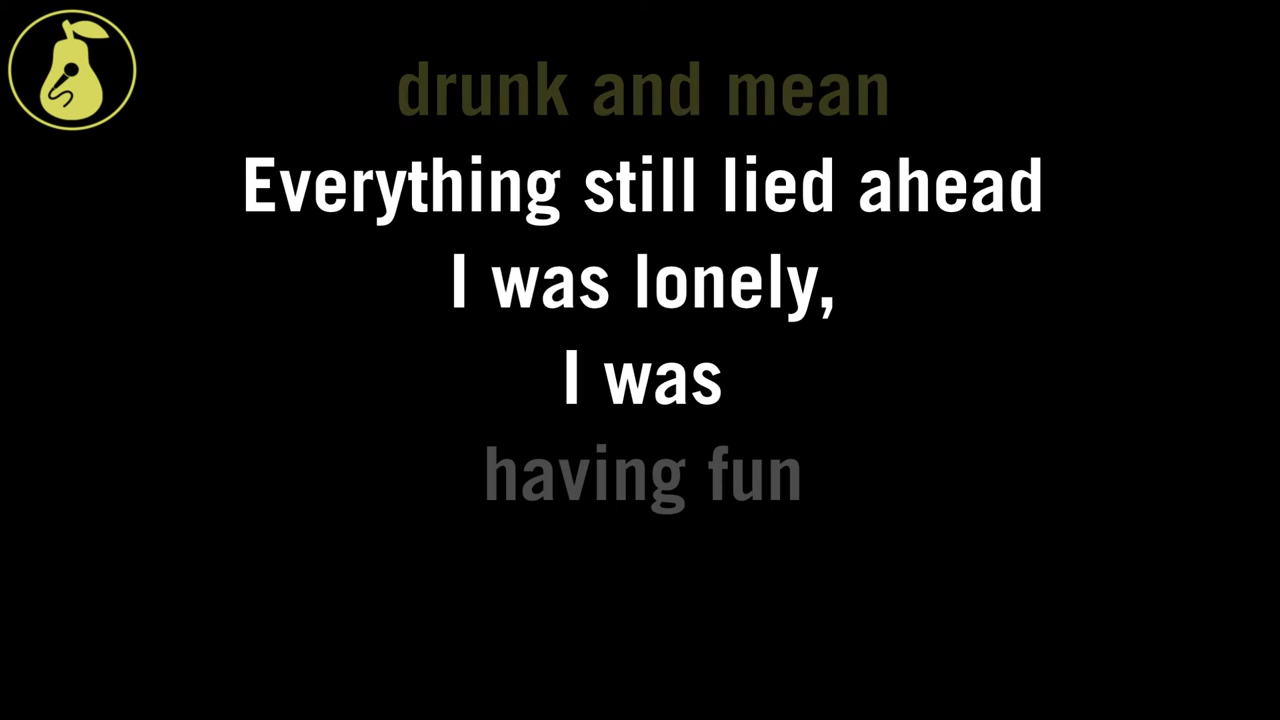 drunk and mean
Everything still lied ahead
I was lonely,
I was
having fun